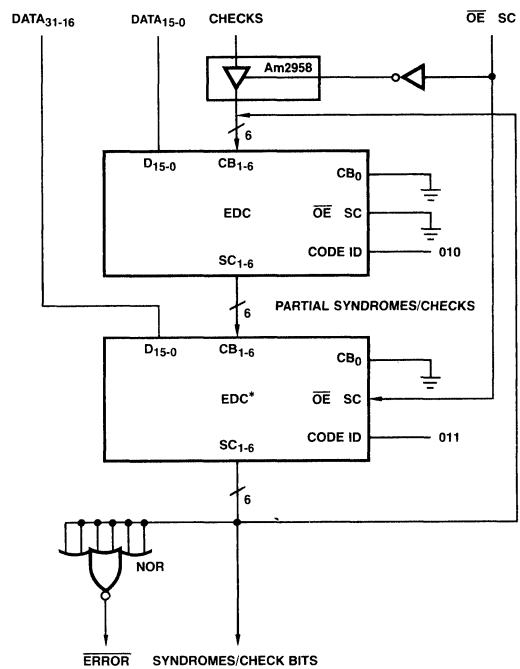 DATA31-16 DATA15-0 CHECKS OE SC
Am2958
6
D15-0 CB1-6
CB0
EDC OE SC
CODE ID 010
SC1-6
6 PARTIAL SYNDROMES/CHECKS
D15-0 CB1-6
CB0
EDC* OE SC
CODE ID 011
SC1-6
6
NOR
ERROR SYNDROMES/CHECK BITS